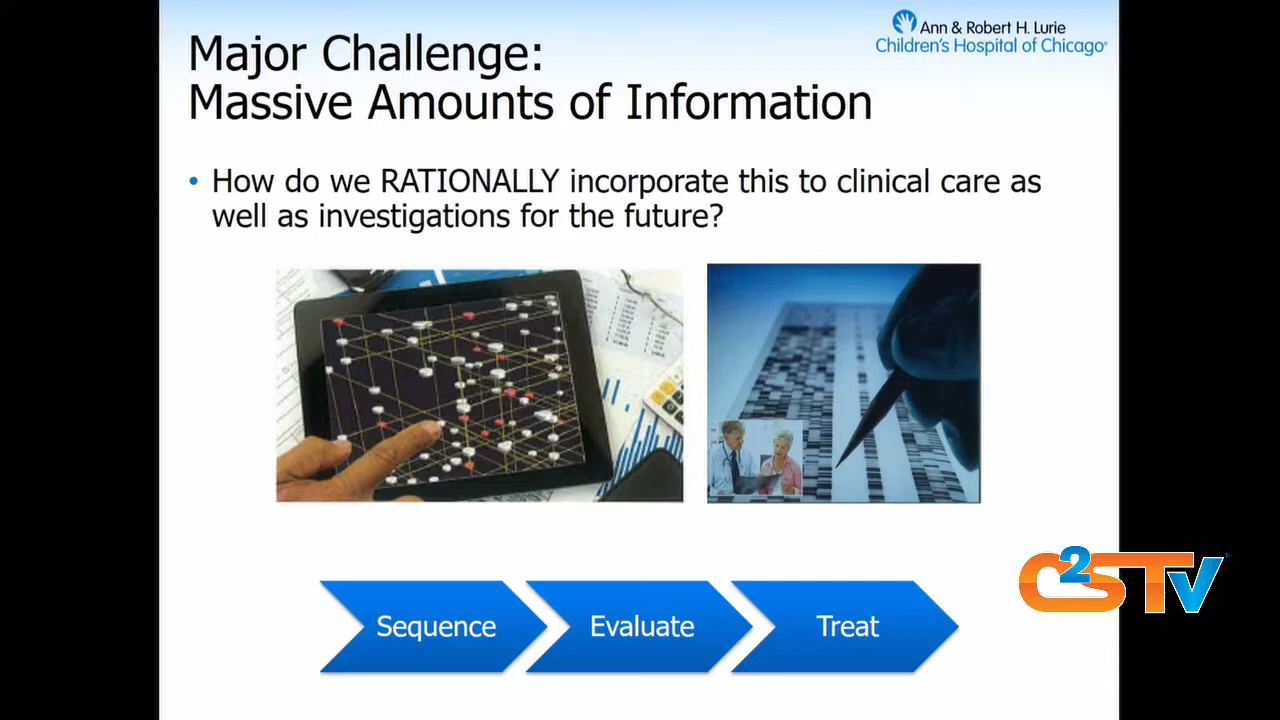 Ann & Robert H. Lurie
Children's Hospital of Chicago®
Major Challenge:
Massive Amounts of Information
• How do we RATIONALLY incorporate this to clinical care as
well as investigations for the future?
C2STV
Sequence
Evaluate
Treat